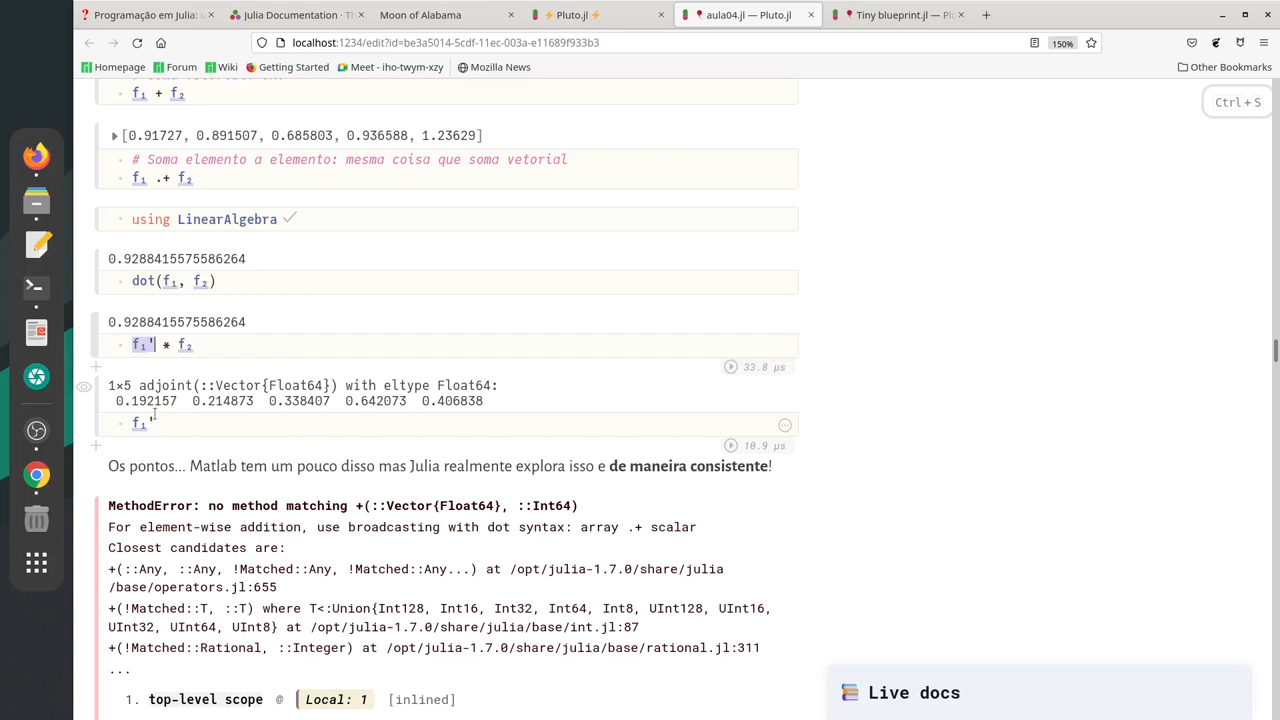 Programação em Julia: u
Julia Documentation · Th
Moon of Alabama
⚡ Pluto.jl ⚡
aula04.jl — Pluto.jl
Tiny blueprint.jl — Plu
localhost:1234/edit?id=be3a5014-5cdf-11ec-003a-e11689f933b3
150%
Homepage Forum Wiki Getting Started Meet - iho-twym-xzy Mozilla News Other Bookmarks
f₁ + f₂
Ctrl + S
[0.91727, 0.891507, 0.685803, 0.936588, 1.23629]
# Soma elemento a elemento: mesma coisa que soma vetorial
f₁ .+ f₂
using LinearAlgebra
0.9288415575586264
dot(f₁, f₂)
0.9288415575586264
f₁' * f₂
33.8 μs
1×5 adjoint(::Vector{Float64}) with eltype Float64:
0.192157 0.214873 0.338407 0.642073 0.406838
f₁'
10.9 μs
Os pontos... Matlab tem um pouco disso mas Julia realmente explora isso e de maneira consistente!
MethodError: no method matching +(::Vector{Float64}, ::Int64)
For element-wise addition, use broadcasting with dot syntax: array .+ scalar
Closest candidates are:
+(::Any, ::Any, !Matched::Any, !Matched::Any...) at /opt/julia-1.7.0/share/julia
/base/operators.jl:655
+(!Matched::T, ::T) where T<:Union{Int128, Int16, Int32, Int64, Int8, UInt128, UInt16,
UInt32, UInt64, UInt8} at /opt/julia-1.7.0/share/julia/base/int.jl:87
+(!Matched::Rational, ::Integer) at /opt/julia-1.7.0/share/julia/base/rational.jl:311
...
1. top-level scope @ Local: 1 [inlined]
Live docs